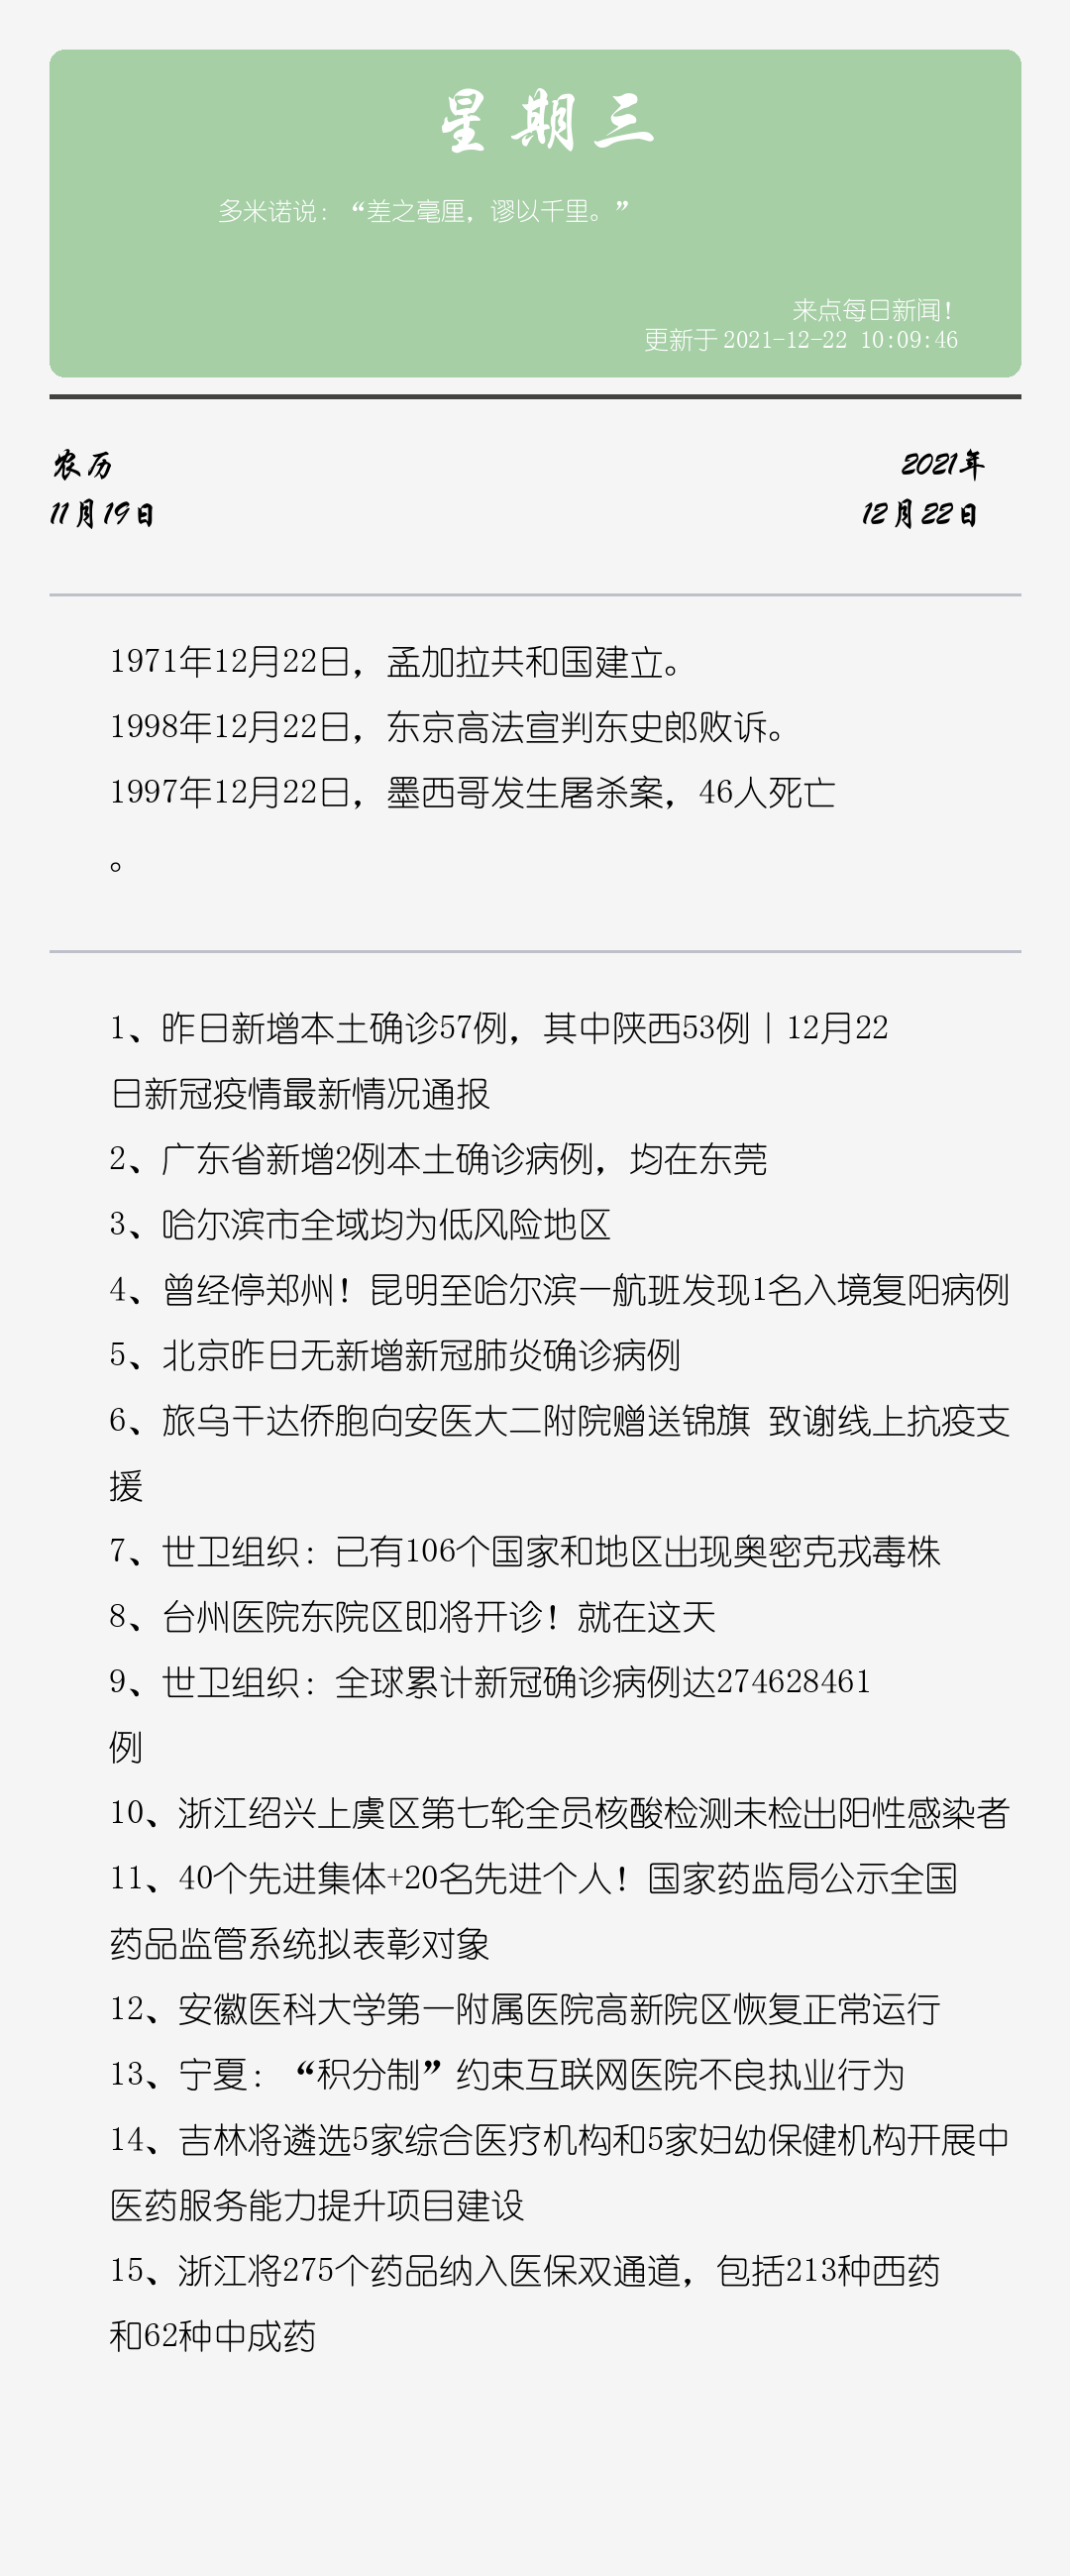 星期三
多米诺说：“差之毫厘，谬以千里。”
来点每日新闻！
更新于 2021-12-22 10:09:46
农历
2021年
11月19日
12月22日
1971年12月22日，孟加拉共和国建立。
1998年12月22日，东京高法宣判东史郎败诉。
1997年12月22日，墨西哥发生屠杀案，46人死亡
。
1、昨日新增本土确诊57例，其中陕西53例丨12月22
日新冠疫情最新情况通报
2、广东省新增2例本土确诊病例，均在东莞
3、哈尔滨市全域均为低风险地区
4、曾经停郑州！昆明至哈尔滨一航班发现1名入境复阳病例
5、北京昨日无新增新冠肺炎确诊病例
6、旅乌干达侨胞向安医大二附院赠送锦旗 致谢线上抗疫支
援
7、世卫组织：已有106个国家和地区出现奥密克戎毒株
8、台州医院东院区即将开诊！就在这天
9、世卫组织：全球累计新冠确诊病例达274628461
例
10、浙江绍兴上虞区第七轮全员核酸检测未检出阳性感染者
11、40个先进集体+20名先进个人！国家药监局公示全国
药品监管系统拟表彰对象
12、安徽医科大学第一附属医院高新院区恢复正常运行
13、宁夏：“积分制”约束互联网医院不良执业行为
14、吉林将遴选5家综合医疗机构和5家妇幼保健机构开展中
医药服务能力提升项目建设
15、浙江将275个药品纳入医保双通道，包括213种西药
和62种中成药